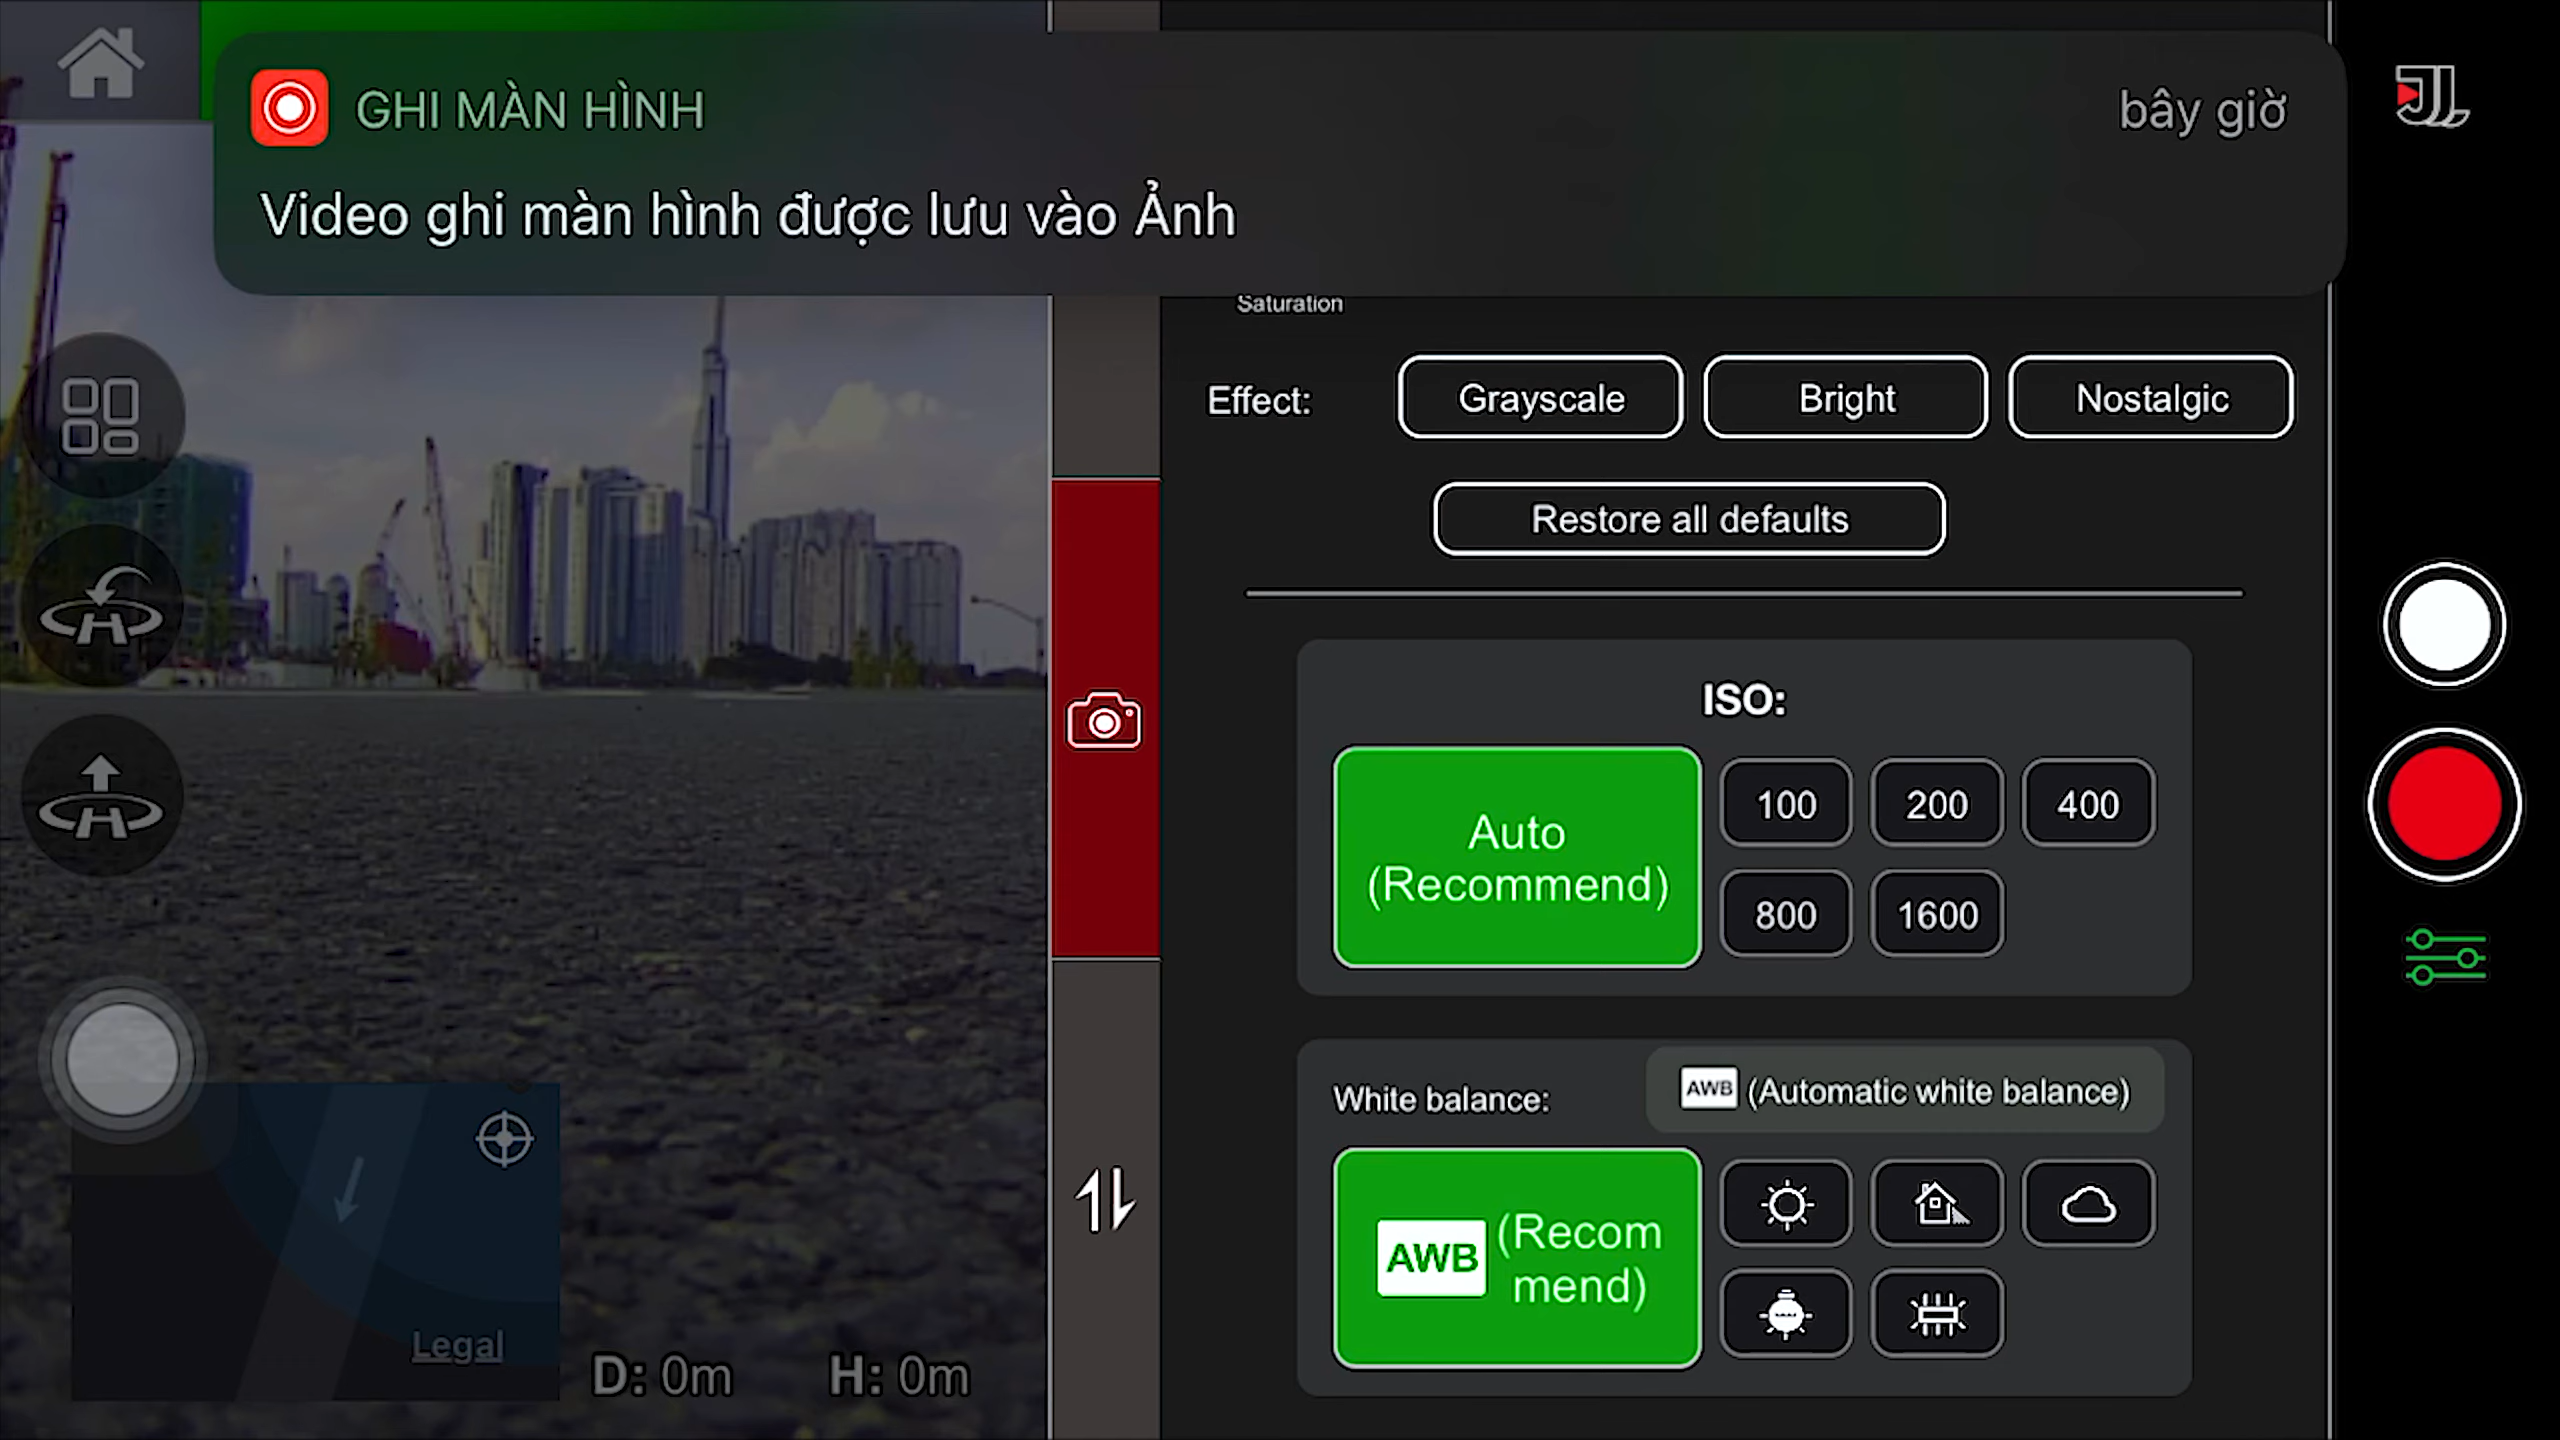 GHI MÀN HÌNH
bây giờ
Video ghi màn hình được lưu vào Ảnh
Saturation
Effect:
Grayscale
Bright
Nostalgic
Restore all defaults
ISO:
Auto
(Recommend)
100
200
400
800
1600
White balance:
AWB (Automatic white balance)
AWB (Recom
mend)
Legal
D: 0m
H: 0m